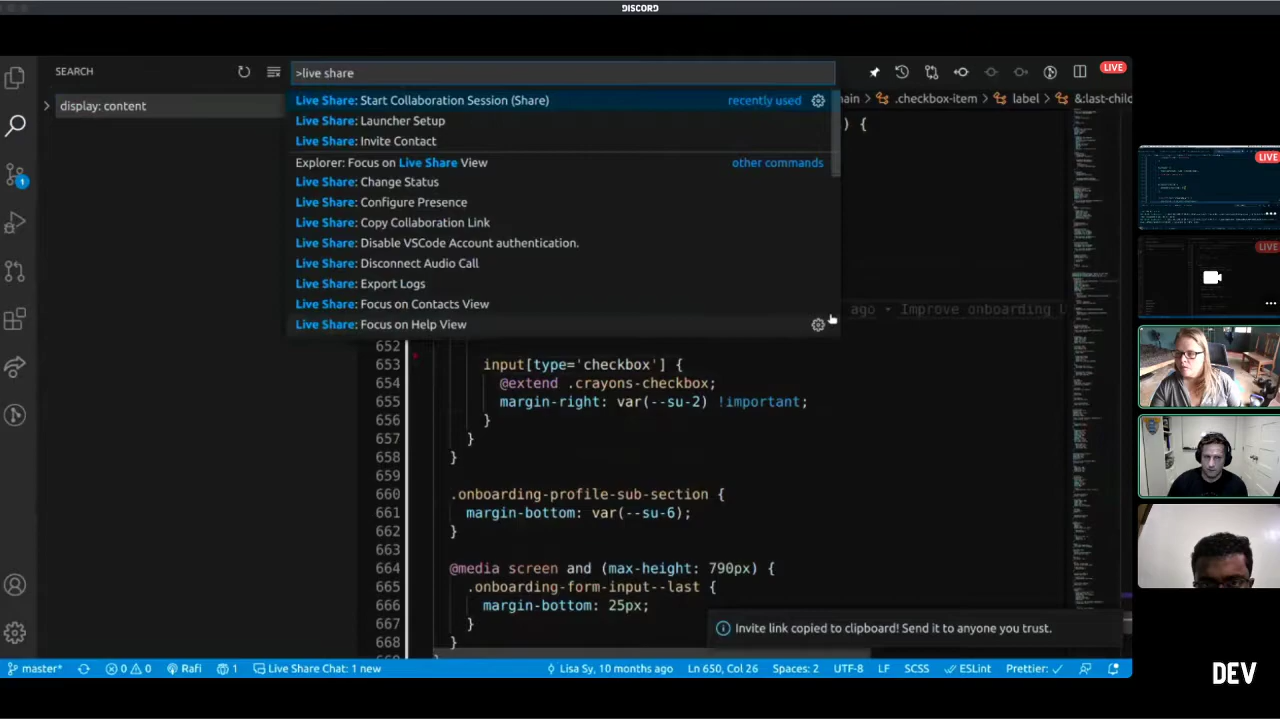 DISCORD
SEARCH
>live share
LIVE
display: content
Live Share: Start Collaboration Session (Share) recently used
Live Share: Launcher Setup
Live Share: Invite Contact
Explorer: Focus on Live Share View other commands
Live Share: Change Status
Live Share: Configure Presence
Live Share: Copy Collaboration Link
Live Share: Disable VSCode Account authentication.
Live Share: Disconnect Audio Call
Live Share: Export Logs
Live Share: Focus on Contacts View
Live Share: Focus on Help View
.checkbox-item > label > &:last-chil
) {
ago • Improve onboarding U
652
653 input[type='checkbox'] {
654 @extend .crayons-checkbox;
655 margin-right: var(--su-2) !important;
656 }
657 }
658 }
659
660 .onboarding-profile-sub-section {
661 margin-bottom: var(--su-6);
662 }
663
664 @media screen and (max-height: 790px) {
665 .onboarding-form-input--last {
666 margin-bottom: 25px;
667 }
668 }
Invite link copied to clipboard! Send it to anyone you trust.
master* 0 0 Rafi 1 Live Share Chat: 1 new Lisa Sy, 10 months ago Ln 650, Col 26 Spaces: 2 UTF-8 LF SCSS ESLint Prettier:
1
LIVE
LIVE
DEV